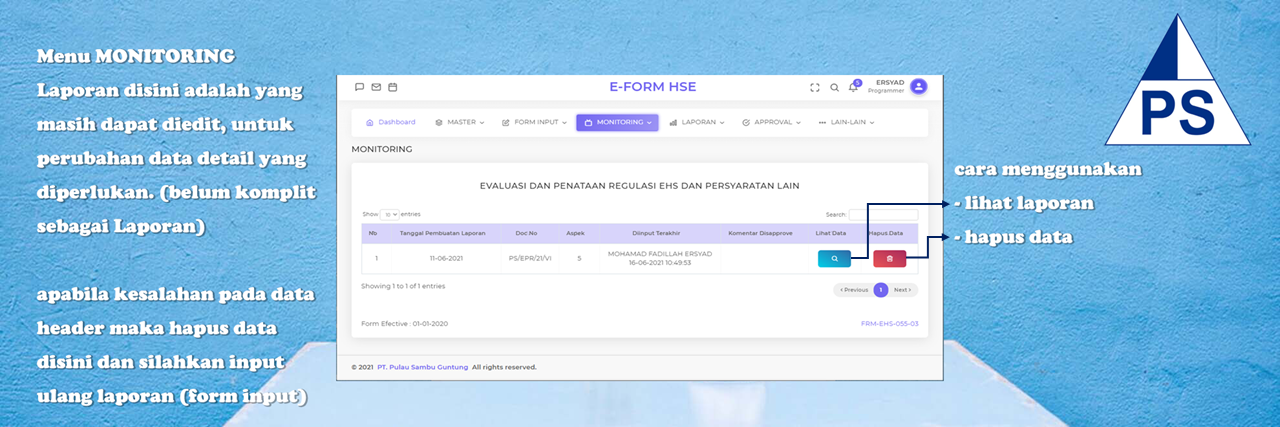 Menu MONITORING
Laporan disini adalah yang
masih dapat diedit, untuk
perubahan data detail yang
diperlukan. (belum komplit
sebagai Laporan)
apabila kesalahan pada data
header maka hapus data
disini dan silahkan input
ulang laporan (form input)
E-FORM HSE
5
ERSYAD
Programmer
Dashboard MASTER FORM INPUT MONITORING LAPORAN APPROVAL LAIN-LAIN
MONITORING
EVALUASI DAN PENATAAN REGULASI EHS DAN PERSYARATAN LAIN
Show 10 entries Search:
No Tanggal Pembuatan Laporan Doc No Aspek Diinput Terakhir Komentar Disapprove Lihat Data Hapus Data
1 11-06-2021 PS/EPR/21/VI 5 MOHAMAD FADILLAH ERSYAD
16-06-2021 10:49:53
Showing 1 to 1 of 1 entries
< Previous 1 Next >
Form Efective : 01-01-2020 FRM-EHS-055-03
© 2021 PT. Pulau Sambu Guntung All rights reserved.
PS
cara menggunakan
- lihat laporan
- hapus data